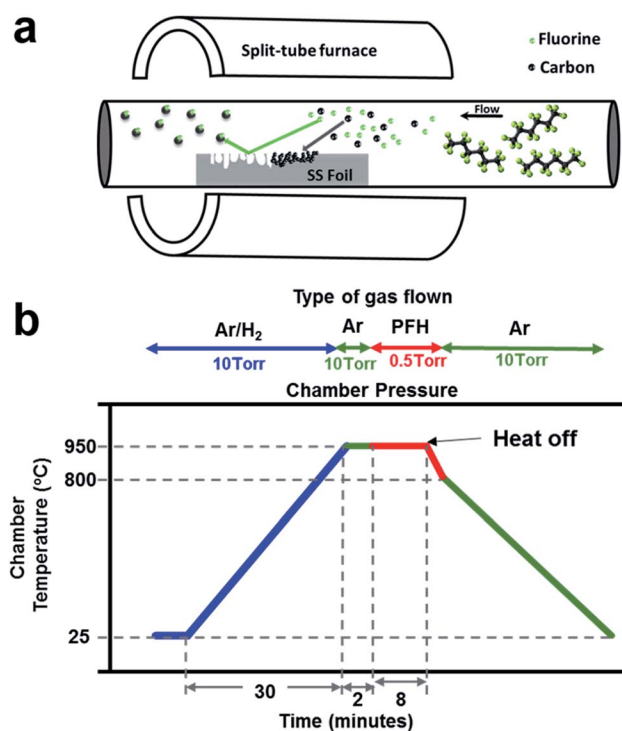 a
Split-tube furnace
Fluorine
Carbon
Flow
SS Foil
b
Type of gas flown
Ar/H₂
Ar
PFH
Ar
10Torr
10Torr
0.5Torr
10Torr
Chamber Pressure
950
Heat off
800
Chamber
Temperature (°C)
25
30
2
8
Time (minutes)